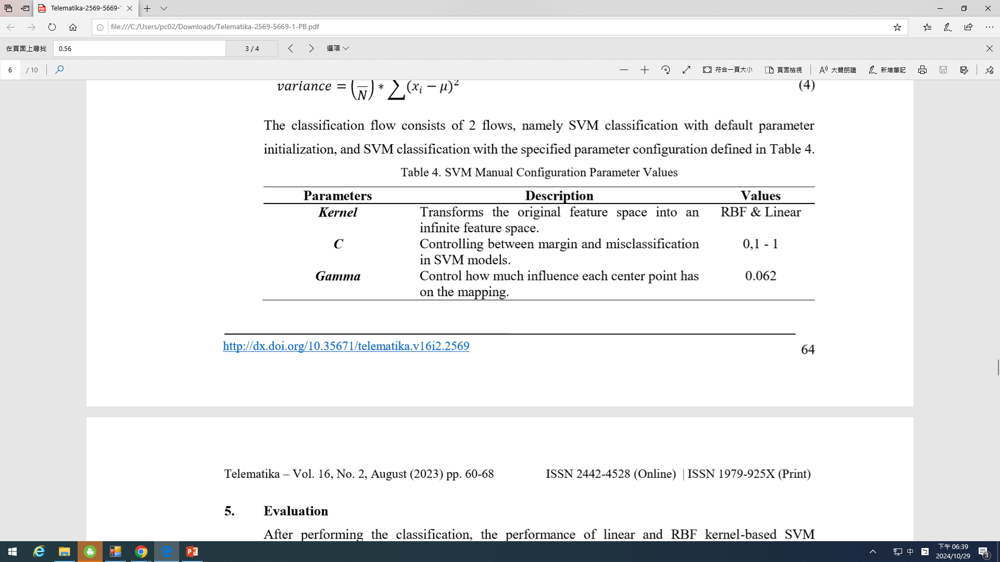 Telematika-2569-5669-
file:///C:/Users/pc02/Downloads/Telematika-2569-5669-1-PB.pdf
在頁面上尋找 0.56 3 / 4 選項
6 / 10 符合一頁大小 頁面檢視 大聲朗讀 新增筆記
variance = (‾/N) * ∑(xᵢ − μ)² (4)
The classification flow consists of 2 flows, namely SVM classification with default parameter
initialization, and SVM classification with the specified parameter configuration defined in Table 4.
Table 4. SVM Manual Configuration Parameter Values
Parameters Description Values
Kernel Transforms the original feature space into an RBF & Linear
infinite feature space.
C Controlling between margin and misclassification 0,1 - 1
in SVM models.
Gamma Control how much influence each center point has 0.062
on the mapping.
http://dx.doi.org/10.35671/telematika.v16i2.2569
64
Telematika – Vol. 16, No. 2, August (2023) pp. 60-68 ISSN 2442-4528 (Online) | ISSN 1979-925X (Print)
5. Evaluation
After performing the classification, the performance of linear and RBF kernel-based SVM
中 下午 06:39
2024/10/29 3